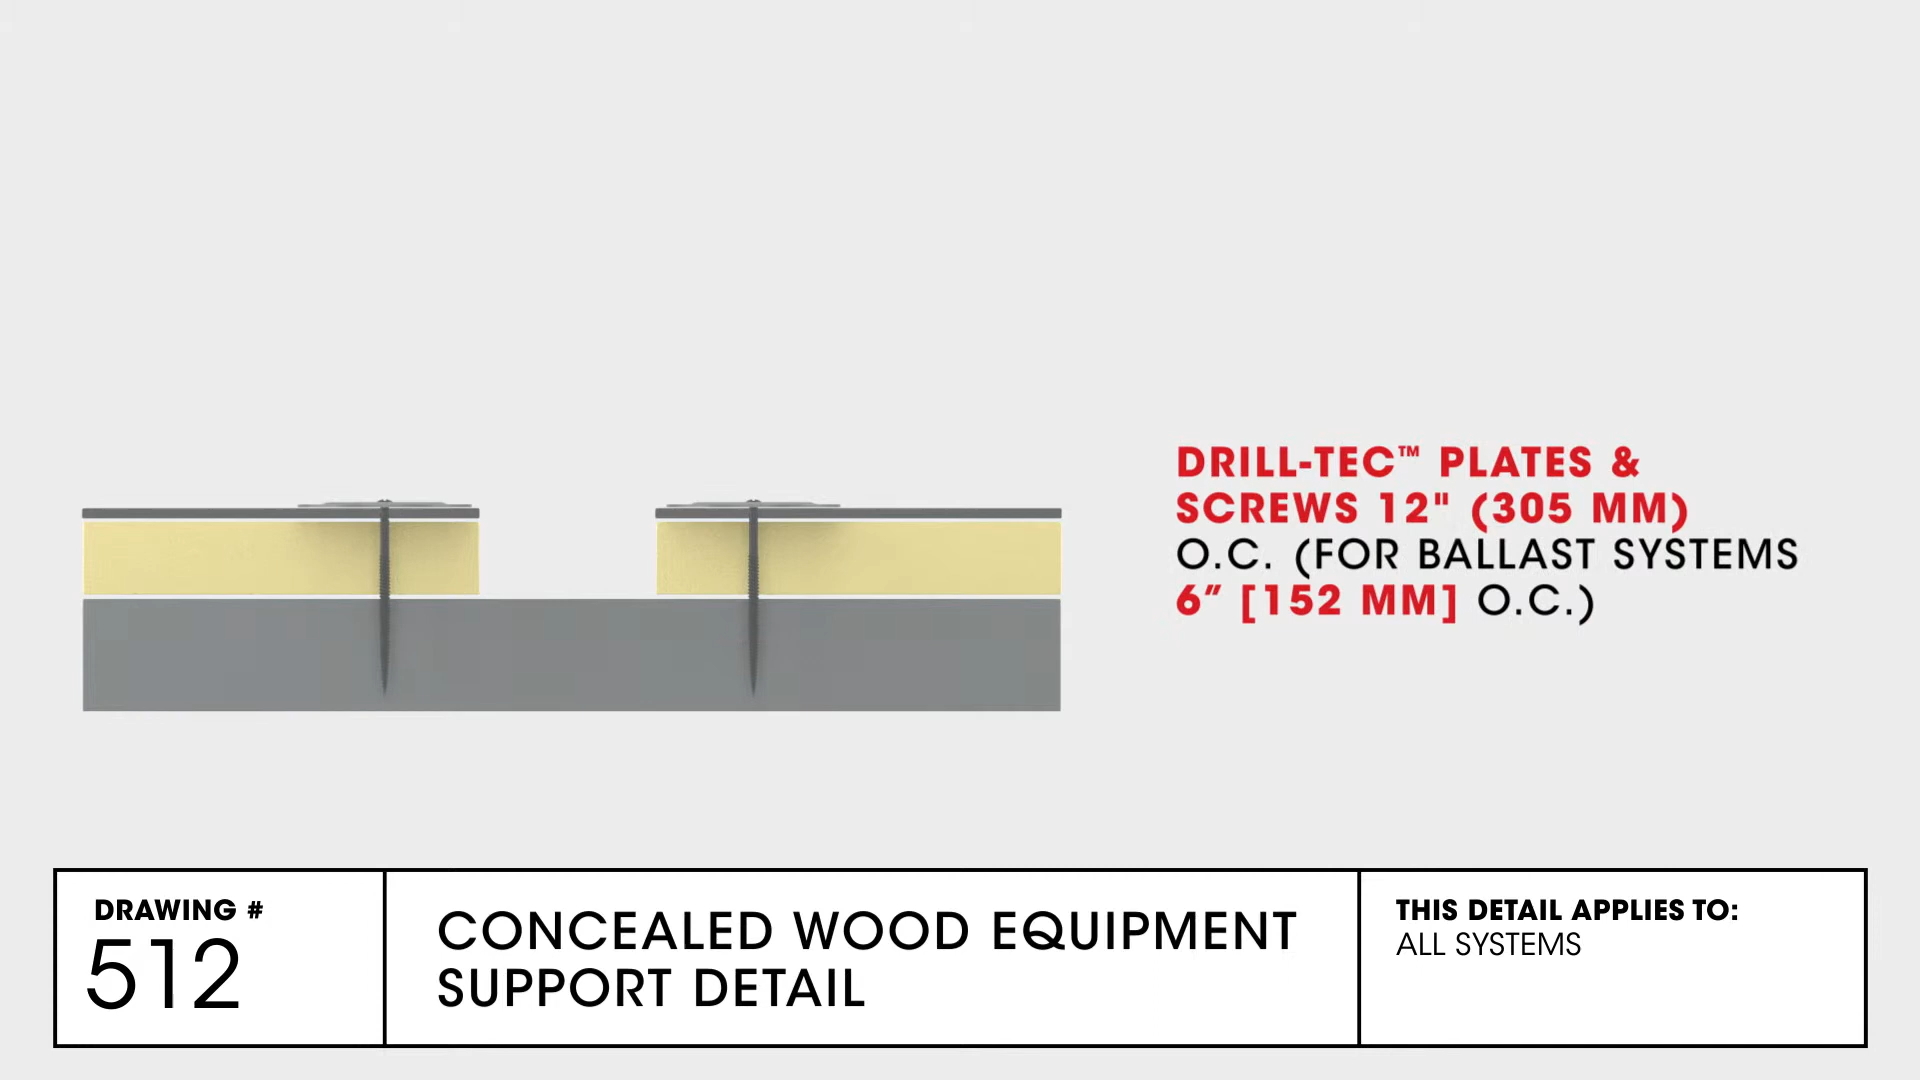 DRILL-TEC™ PLATES &
SCREWS 12" (305 MM)
O.C. (FOR BALLAST SYSTEMS
6” [152 MM] O.C.)
DRAWING #
512
CONCEALED WOOD EQUIPMENT
SUPPORT DETAIL
THIS DETAIL APPLIES TO:
ALL SYSTEMS